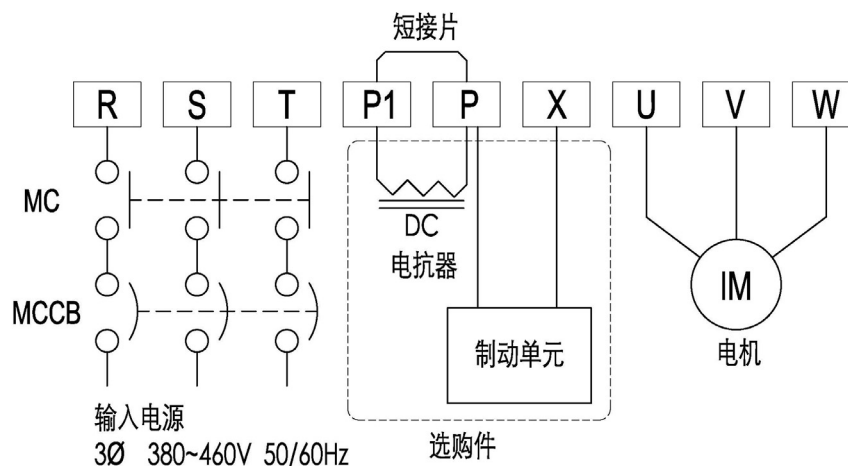 短接片
R S T P1 P X U V W
MC
DC
电抗器
MCCB
IM
制动单元
电机
输入电源
3Ø 380~460V 50/60Hz
选购件